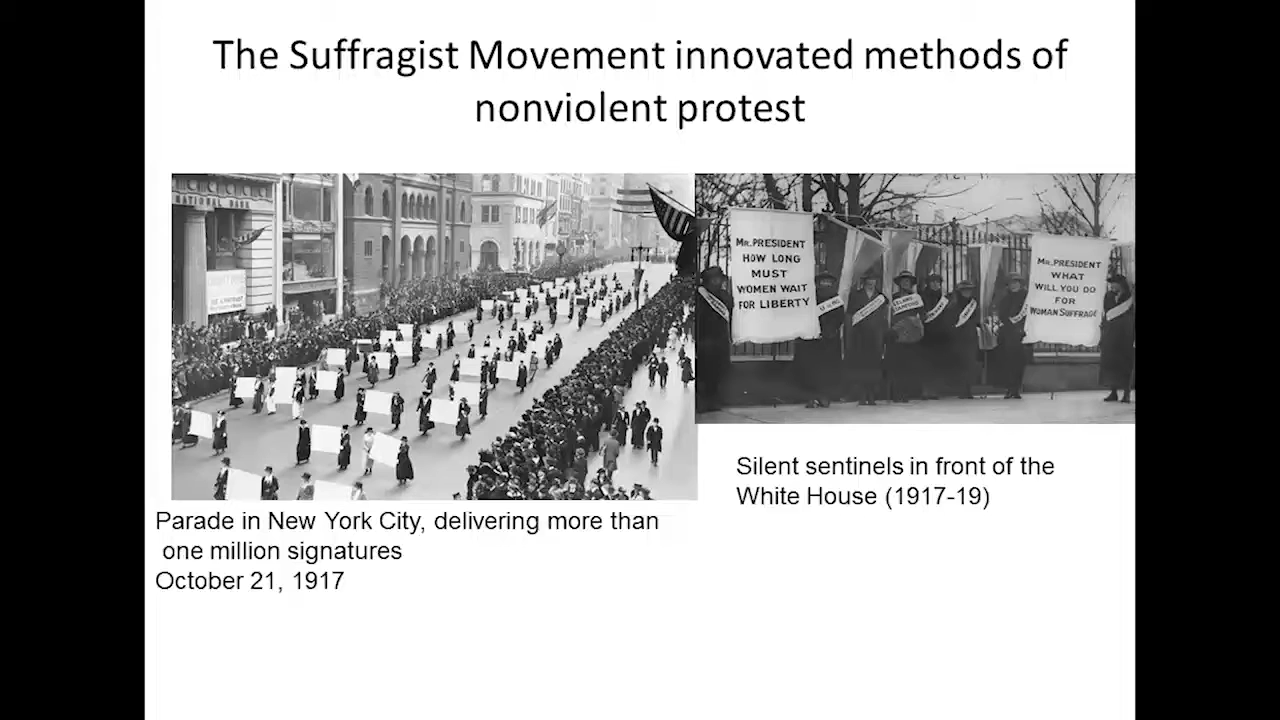 The Suffragist Movement innovated methods of
nonviolent protest
NATIONAL BANK
MR. PRESIDENT
HOW LONG
MUST
WOMEN WAIT
FOR LIBERTY
MR. PRESIDENT
WHAT
WILL YOU DO
FOR
WOMAN SUFFRAGE
Silent sentinels in front of the
White House (1917-19)
Parade in New York City, delivering more than
one million signatures
October 21, 1917